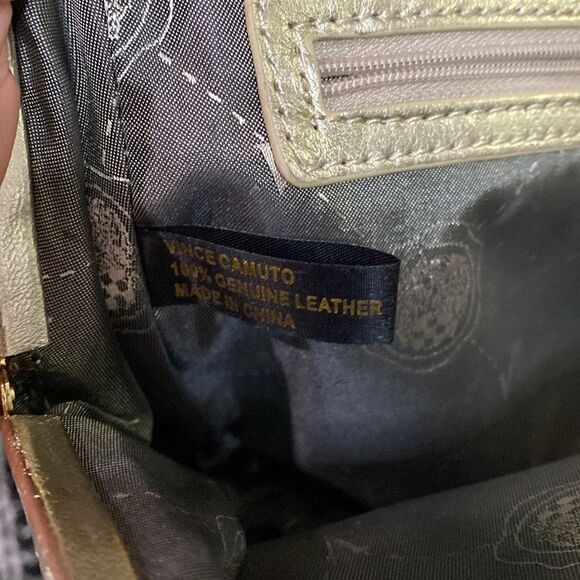 VINCE CAMUTO
100% GENUINE LEATHER
MADE IN CHINA